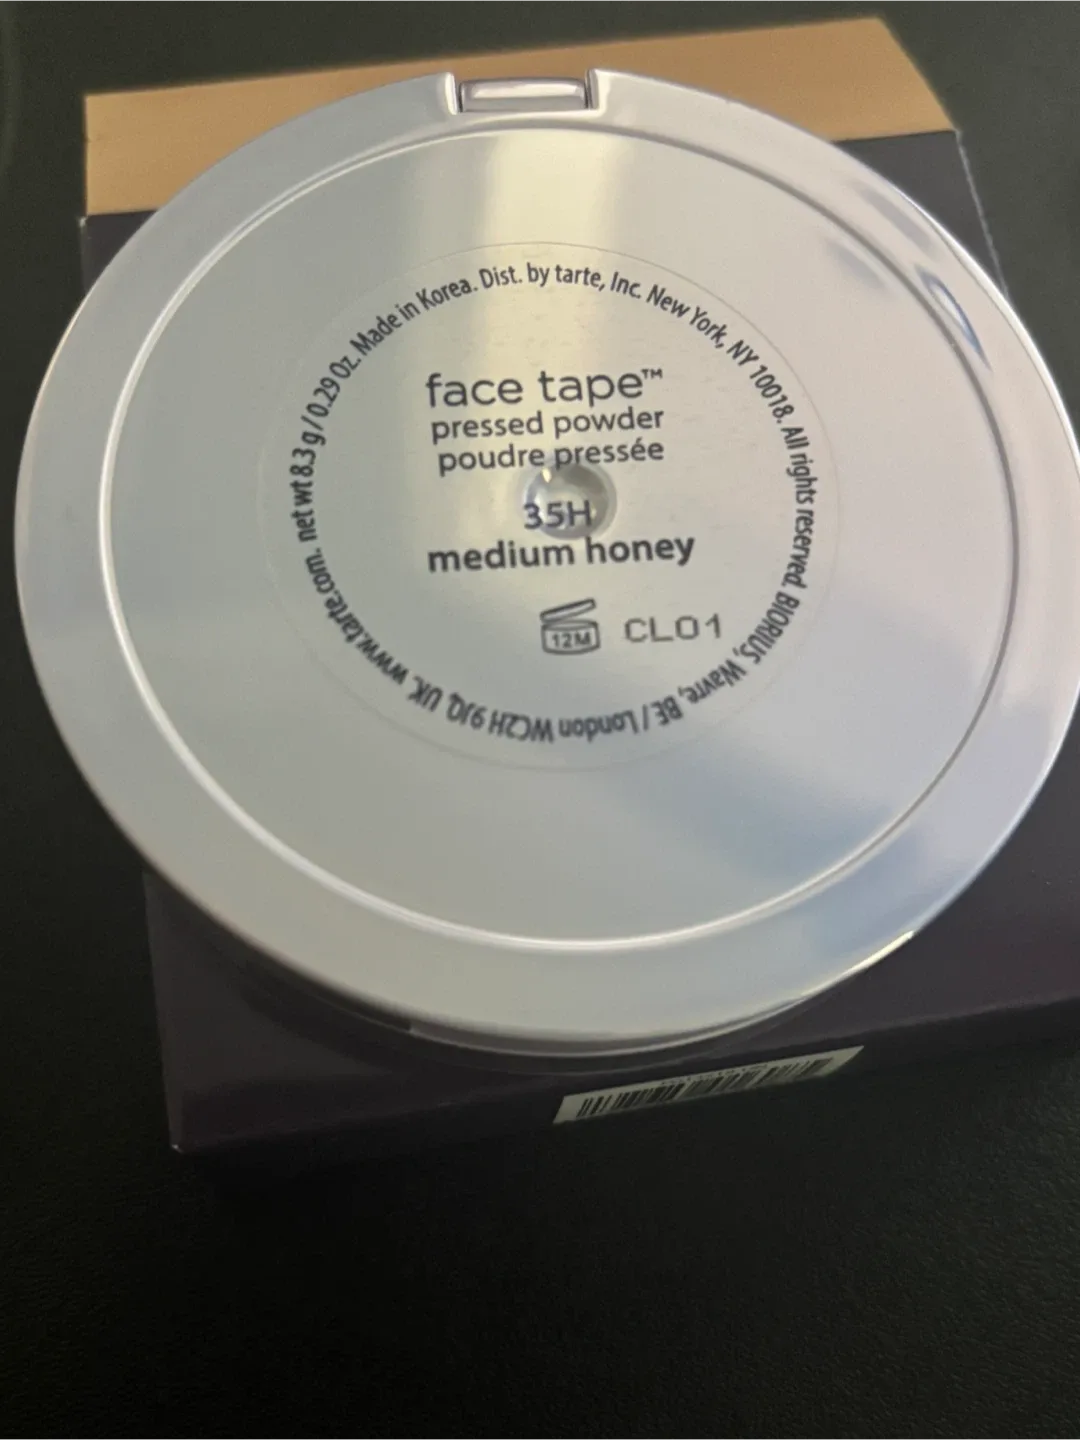 net wt 8.3 g / 0.29 Oz. Made in Korea. Dist. by tarte, Inc. New York, NY 10018. All rights reserved. BIORIUS, Wavre, BE / London WC2H 9JQ, UK. www.tarte.com.
face tape™
pressed powder
poudre pressée
35H
medium honey
12M CL01